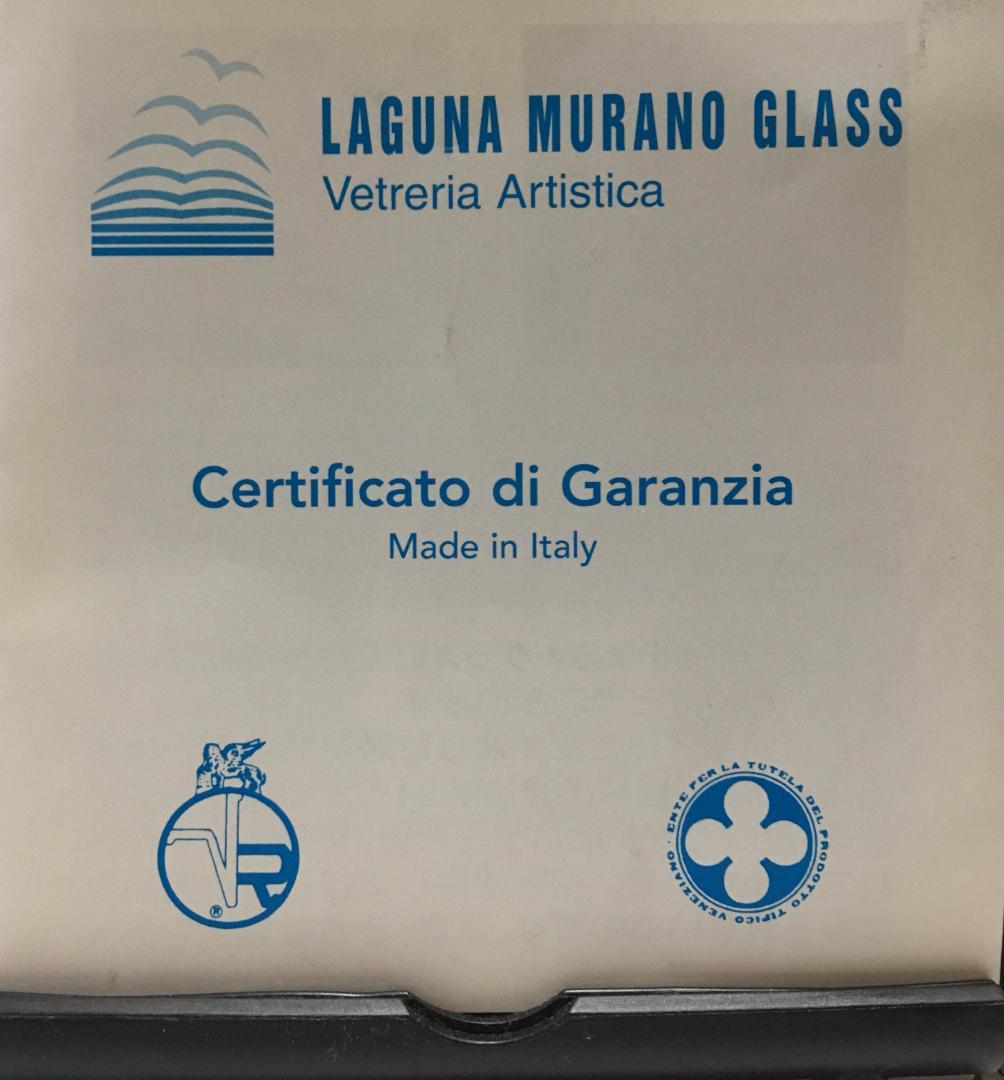 LAGUNA MURANO GLASS
Vetreria Artistica
Certificato di Garanzia
Made in Italy
VR
®
ENTE PER LA TUTELA DEL PRODOTTO TIPICO VENEZIANO ·